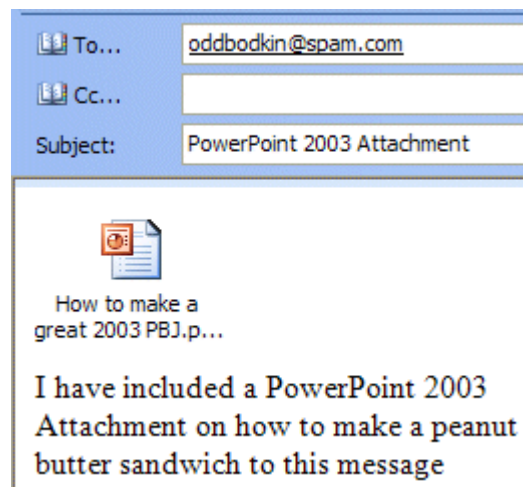 To... oddbodkin@spam.com
Cc...
Subject: PowerPoint 2003 Attachment
How to make a
great 2003 PBJ.p...
I have included a PowerPoint 2003
Attachment on how to make a peanut
butter sandwich to this message